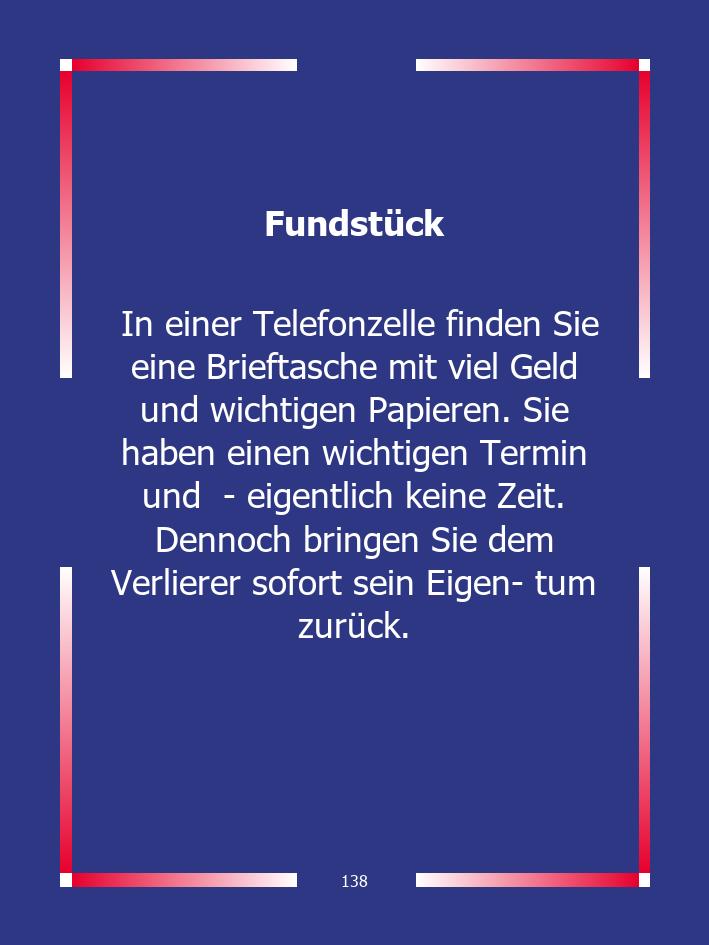 Fundstück
In einer Telefonzelle finden Sie
eine Brieftasche mit viel Geld
und wichtigen Papieren. Sie
haben einen wichtigen Termin
und  - eigentlich keine Zeit.
Dennoch bringen Sie dem
Verlierer sofort sein Eigen- tum
zurück.
138